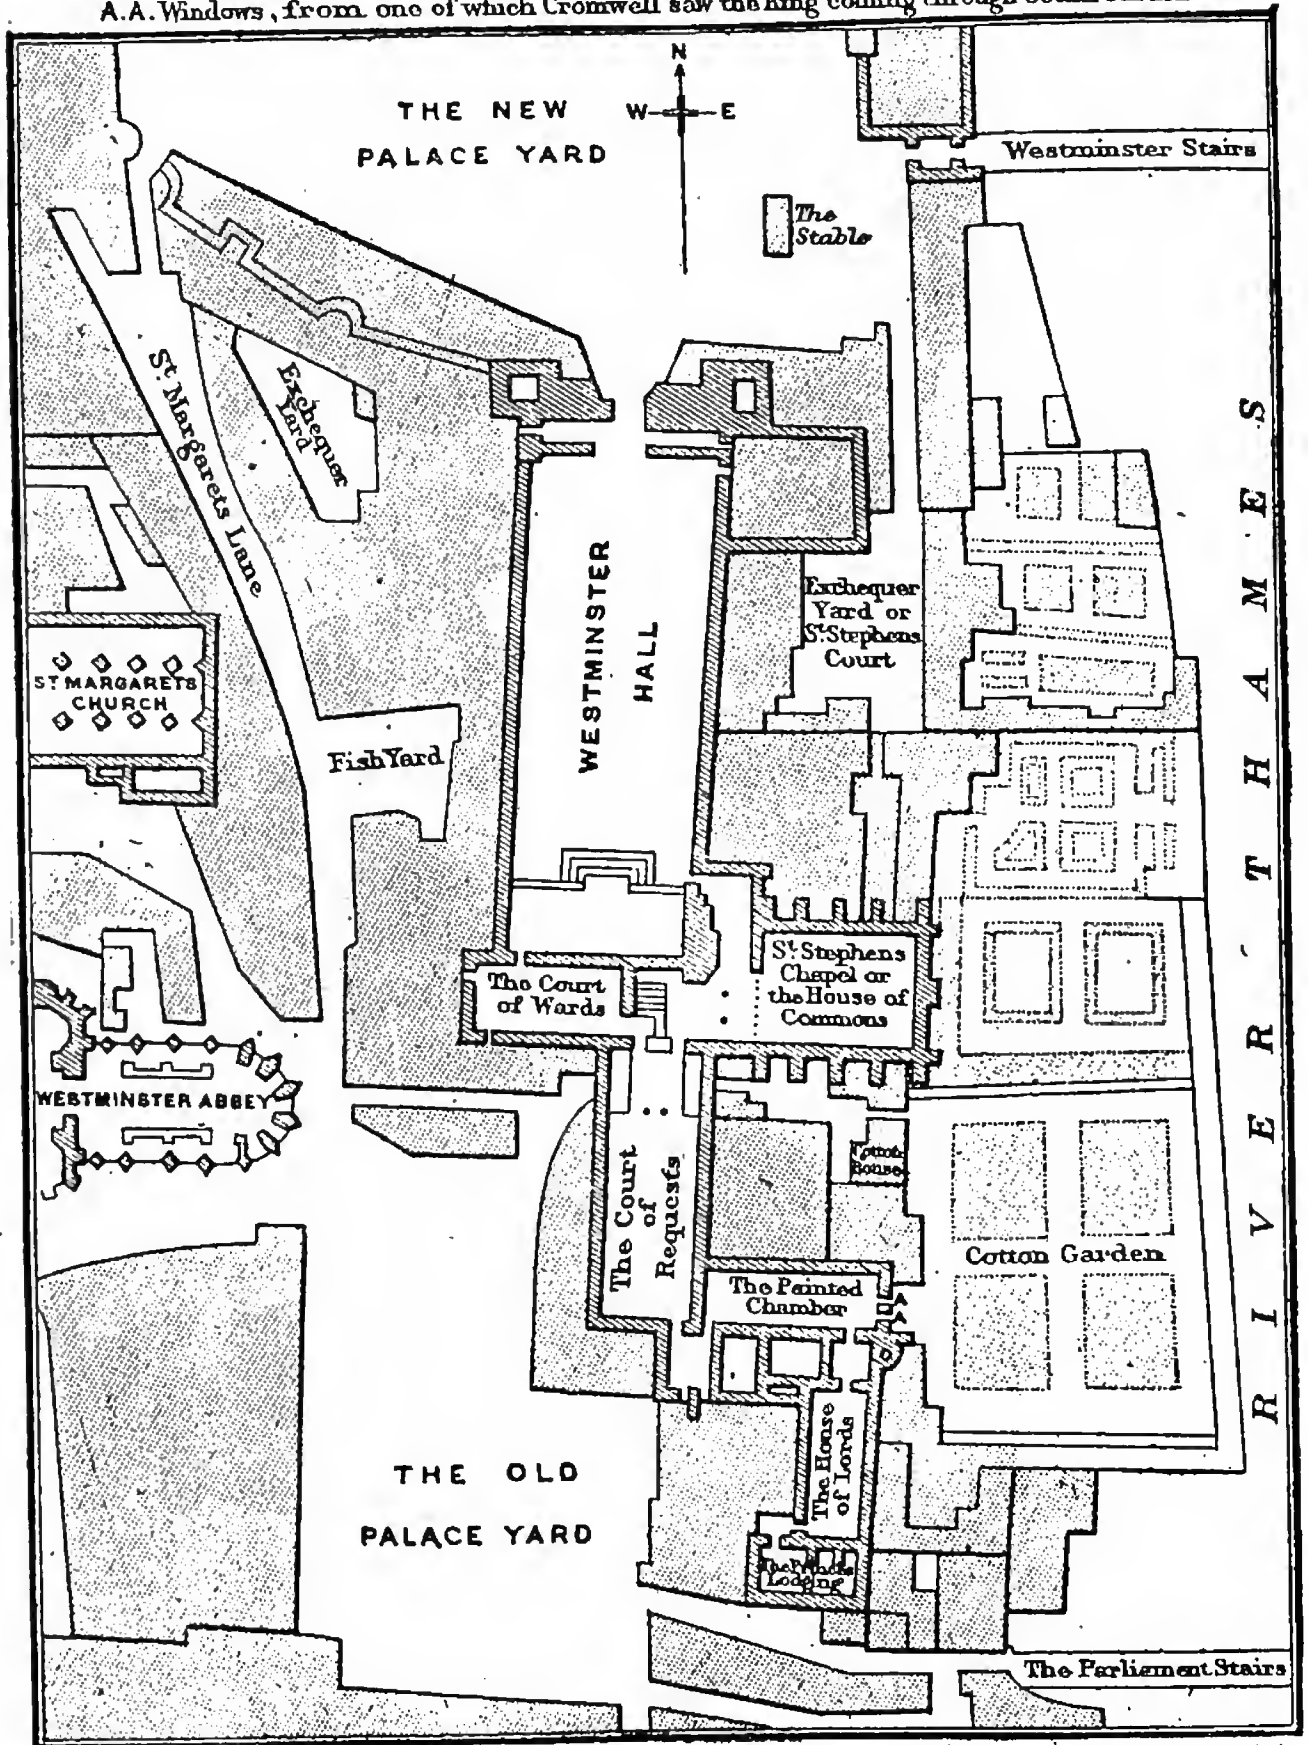 A.A. Windows, from one of which Cromwell saw the King coming through
N
W E
THE NEW
PALACE YARD
Westminster Stairs
The
Stable
St. Margarets Lane
Exchequer
Yard
WESTMINSTER
HALL
Exchequer
Yard or
St Stephens
Court
ST MARGARETS
CHURCH
Fish Yard
RIVER THAMES
The Court
of Wards
St Stephens
Chapel or
the House of
Commons
WESTMINSTER ABBEY
The Court
of
Requests
Cotton
House
Cotton Garden
The Painted
Chamber
A
A
The House
of Lords
THE OLD
PALACE YARD
Lodging
The Parliament Stairs